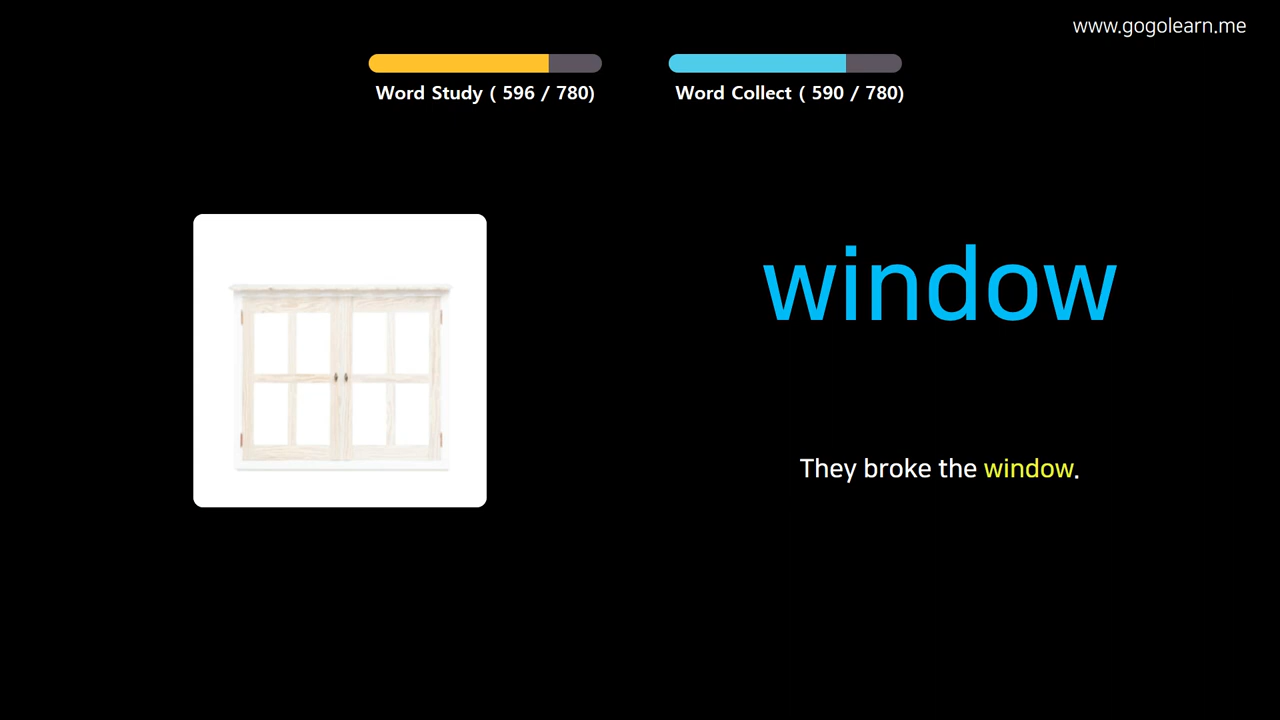 www.gogolearn.me
Word Study ( 596 / 780)
Word Collect ( 590 / 780)
window
They broke the window.